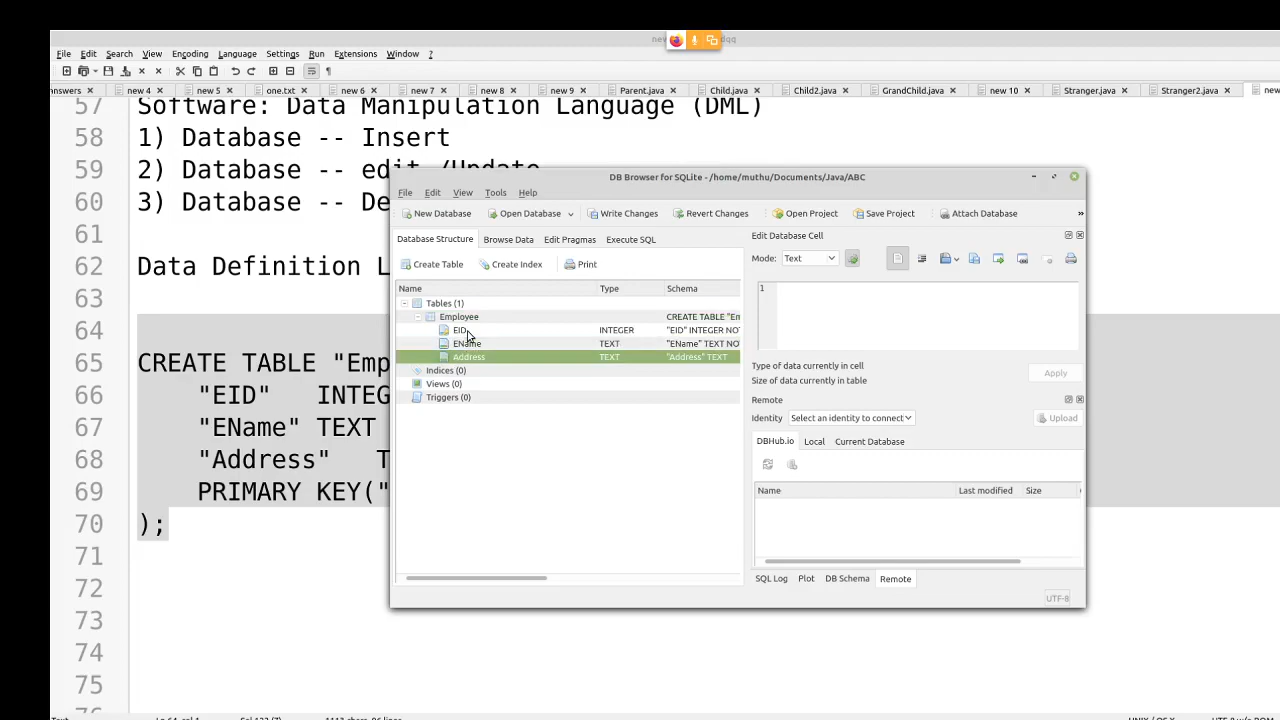 File Edit Search View Encoding Language Settings Run Extensions Window ?
nswers new 4 new 5 one.txt new 6 new 7 new 8 new 9 Parent.java Child.java Child2.java GrandChild.java new 10 Stranger.java Stranger2.java new
57 Software: Data Manipulation Language (DML)
58 1) Database -- Insert
59 2) Database -- edit /Update
60 3) Database -- De
61
62 Data Definition L
63
64
65 CREATE TABLE "Emp
66 "EID" INTEG
67 "EName" TEXT
68 "Address" T
69 PRIMARY KEY("
70 );
71
72
73
74
75
DB Browser for SQLite - /home/muthu/Documents/Java/ABC
File Edit View Tools Help
New Database Open Database Write Changes Revert Changes Open Project Save Project Attach Database »
Database Structure Browse Data Edit Pragmas Execute SQL
Create Table Create Index Print
Name Type Schema
Tables (1)
Employee CREATE TABLE "Em
EID INTEGER "EID" INTEGER NO
EName TEXT "EName" TEXT NO
Address TEXT "Address" TEXT
Indices (0)
Views (0)
Triggers (0)
Edit Database Cell
Mode: Text
1
Type of data currently in cell
Size of data currently in table
Apply
Remote
Identity Select an identity to connect Upload
DBHub.io Local Current Database
Name Last modified Size
SQL Log Plot DB Schema Remote
UTF-8